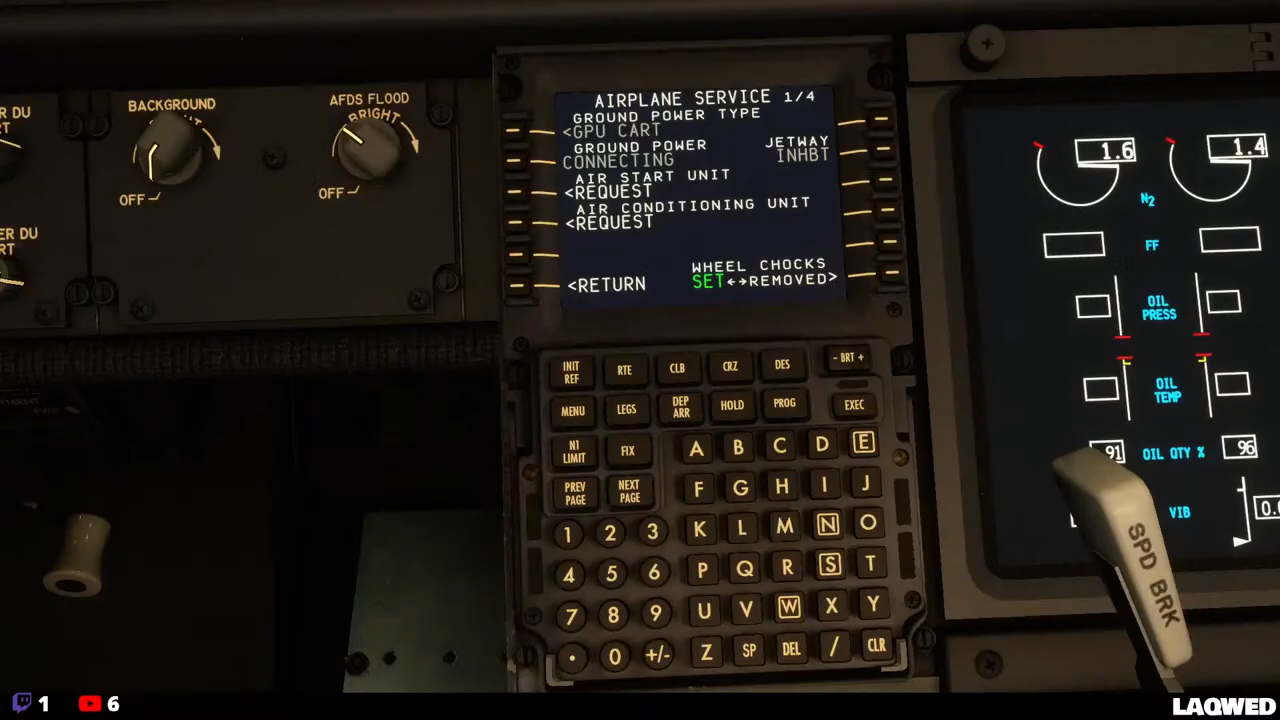 BACKGROUND
OFF
AFDS FLOOD
BRIGHT
OFF
AIRPLANE SERVICE 1/4
GROUND POWER TYPE
<GPU CART
GROUND POWER JETWAY
CONNECTING INHBT
AIR START UNIT
<REQUEST
AIR CONDITIONING UNIT
<REQUEST
WHEEL CHOCKS
<RETURN SET↔REMOVED>
INIT REF RTE CLB CRZ DES - BRT +
MENU LEGS DEP ARR HOLD PROG EXEC
N1 LIMIT FIX
PREV PAGE NEXT PAGE
A B C D E
F G H I J
1 2 3 K L M N O
4 5 6 P Q R S T
7 8 9 U V W X Y
. 0 +/- Z SP DEL / CLR
1.6 1.4
N2
FF
OIL PRESS
OIL TEMP
91 OIL QTY % 96
VIB
SPD BRK
1 6
LAQWED